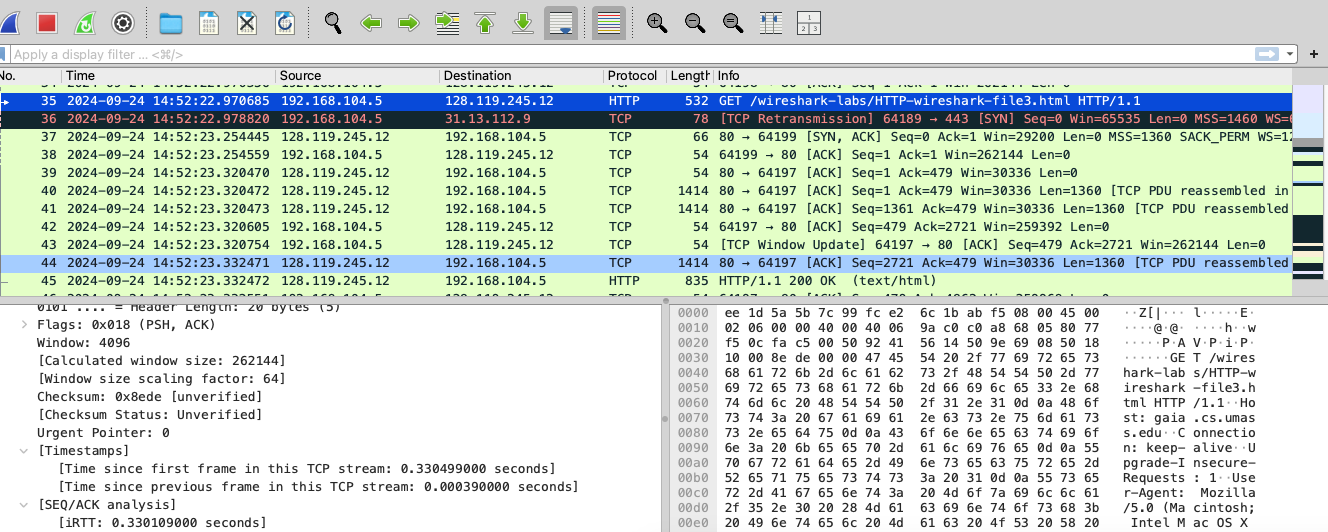 Apply a display filter … <⌘/>
No. Time Source Destination Protocol Length Info
35 2024-09-24 14:52:22.970685 192.168.104.5 128.119.245.12 HTTP 532 GET /wireshark-labs/HTTP-wireshark-file3.html HTTP/1.1
36 2024-09-24 14:52:22.978820 192.168.104.5 31.13.112.9 TCP 78 [TCP Retransmission] 64189 → 443 [SYN] Seq=0 Win=65535 Len=0 MSS=1460 WS=6
37 2024-09-24 14:52:23.254445 128.119.245.12 192.168.104.5 TCP 66 80 → 64199 [SYN, ACK] Seq=0 Ack=1 Win=29200 Len=0 MSS=1360 SACK_PERM WS=12
38 2024-09-24 14:52:23.254559 192.168.104.5 128.119.245.12 TCP 54 64199 → 80 [ACK] Seq=1 Ack=1 Win=262144 Len=0
39 2024-09-24 14:52:23.320470 128.119.245.12 192.168.104.5 TCP 54 80 → 64197 [ACK] Seq=1 Ack=479 Win=30336 Len=0
40 2024-09-24 14:52:23.320472 128.119.245.12 192.168.104.5 TCP 1414 80 → 64197 [ACK] Seq=1 Ack=479 Win=30336 Len=1360 [TCP PDU reassembled in
41 2024-09-24 14:52:23.320473 128.119.245.12 192.168.104.5 TCP 1414 80 → 64197 [ACK] Seq=1361 Ack=479 Win=30336 Len=1360 [TCP PDU reassembled
42 2024-09-24 14:52:23.320605 192.168.104.5 128.119.245.12 TCP 54 64197 → 80 [ACK] Seq=479 Ack=2721 Win=259392 Len=0
43 2024-09-24 14:52:23.320754 192.168.104.5 128.119.245.12 TCP 54 [TCP Window Update] 64197 → 80 [ACK] Seq=479 Ack=2721 Win=262144 Len=0
44 2024-09-24 14:52:23.332471 128.119.245.12 192.168.104.5 TCP 1414 80 → 64197 [ACK] Seq=2721 Ack=479 Win=30336 Len=1360 [TCP PDU reassembled
45 2024-09-24 14:52:23.332472 128.119.245.12 192.168.104.5 HTTP 835 HTTP/1.1 200 OK (text/html)
0101 .... = Header Length: 20 bytes (5)
Flags: 0x018 (PSH, ACK)
Window: 4096
[Calculated window size: 262144]
[Window size scaling factor: 64]
Checksum: 0x8ede [unverified]
[Checksum Status: Unverified]
Urgent Pointer: 0
[Timestamps]
[Time since first frame in this TCP stream: 0.330499000 seconds]
[Time since previous frame in this TCP stream: 0.000390000 seconds]
[SEQ/ACK analysis]
[iRTT: 0.330109000 seconds]
0000 ee 1d 5a 5b 7c 99 fc e2 6c 1b ab f5 08 00 45 00 ··Z[|··· l·····E·
0010 02 06 00 00 40 00 40 06 9a c0 c0 a8 68 05 80 77 ····@·@· ····h··w
0020 f5 0c fa c5 00 50 92 41 56 14 50 9e 69 08 50 18 ·····P·A V·P·i·P·
0030 10 00 8e de 00 00 47 45 54 20 2f 77 69 72 65 73 ······GE T /wires
0040 68 61 72 6b 2d 6c 61 62 73 2f 48 54 54 50 2d 77 hark-lab s/HTTP-w
0050 69 72 65 73 68 61 72 6b 2d 66 69 6c 65 33 2e 68 ireshark -file3.h
0060 74 6d 6c 20 48 54 54 50 2f 31 2e 31 0d 0a 48 6f tml HTTP /1.1··Ho
0070 73 74 3a 20 67 61 69 61 2e 63 73 2e 75 6d 61 73 st: gaia .cs.umas
0080 73 2e 65 64 75 0d 0a 43 6f 6e 6e 65 63 74 69 6f s.edu··C onnectio
0090 6e 3a 20 6b 65 65 70 2d 61 6c 69 76 65 0d 0a 55 n: keep- alive··U
00a0 70 67 72 61 64 65 2d 49 6e 73 65 63 75 72 65 2d pgrade-I nsecure-
00b0 52 65 71 75 65 73 74 73 3a 20 31 0d 0a 55 73 65 Requests : 1··Use
00c0 72 2d 41 67 65 6e 74 3a 20 4d 6f 7a 69 6c 6c 61 r-Agent: Mozilla
00d0 2f 35 2e 30 20 28 4d 61 63 69 6e 74 6f 73 68 3b /5.0 (Ma cintosh;
00e0 20 49 6e 74 65 6c 20 4d 61 63 20 4f 53 20 58 20 Intel M ac OS X